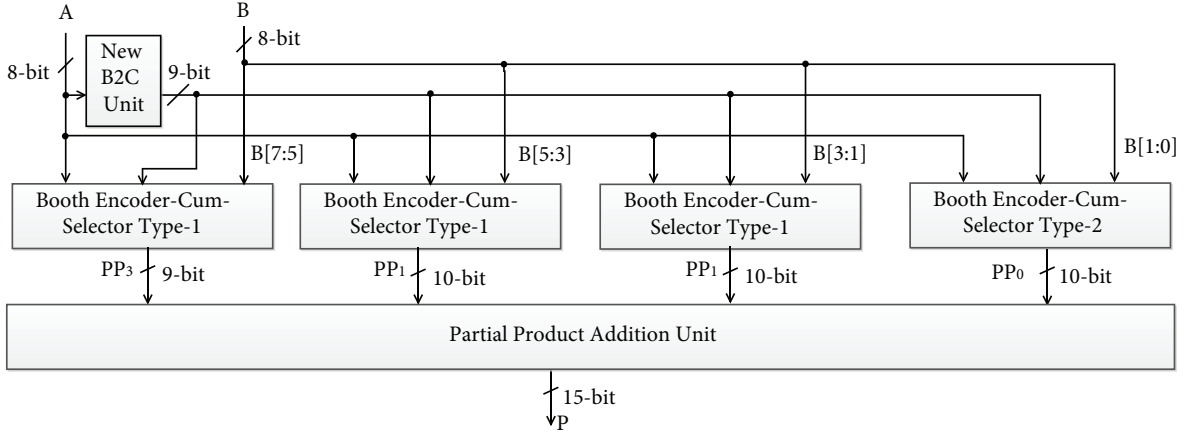 A
B
8-bit
New
B2C
Unit
9-bit
8-bit
B[7:5]
B[5:3]
B[3:1]
B[1:0]
Booth Encoder-Cum-
Selector Type-1
Booth Encoder-Cum-
Selector Type-1
Booth Encoder-Cum-
Selector Type-1
Booth Encoder-Cum-
Selector Type-2
PP3
9-bit
PP1
10-bit
PP1
10-bit
PP0
10-bit
Partial Product Addition Unit
15-bit
P